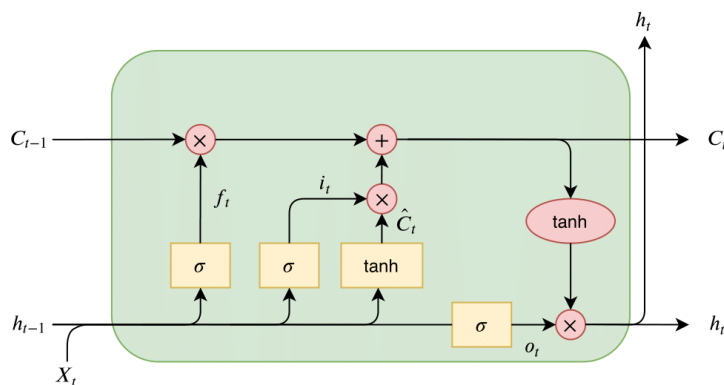 h_t
C_{t-1} × + C_t
f_t i_t × Ĉ_t
tanh
σ σ tanh
h_{t-1} σ o_t × h_t
X_t